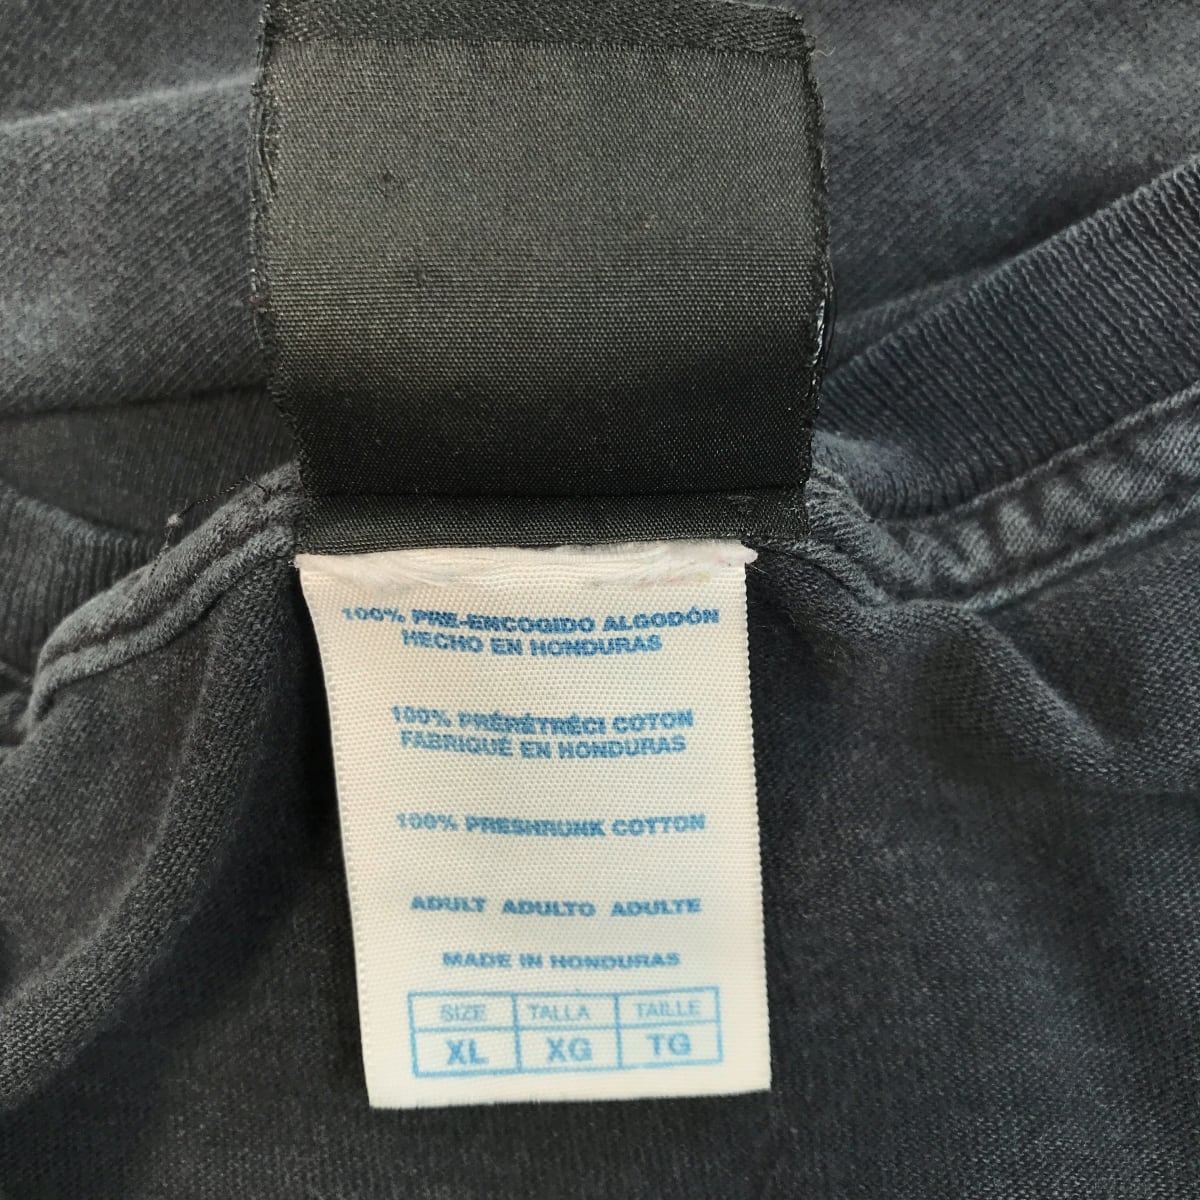 100% PRE-ENCOGIDO ALGODÓN
HECHO EN HONDURAS
100% PRÉRÉTRÉCI COTON
FABRIQUÉ EN HONDURAS
100% PRESHRUNK COTTON
ADULT ADULTO ADULTE
MADE IN HONDURAS
SIZE TALLA TAILLE
XL XG TG